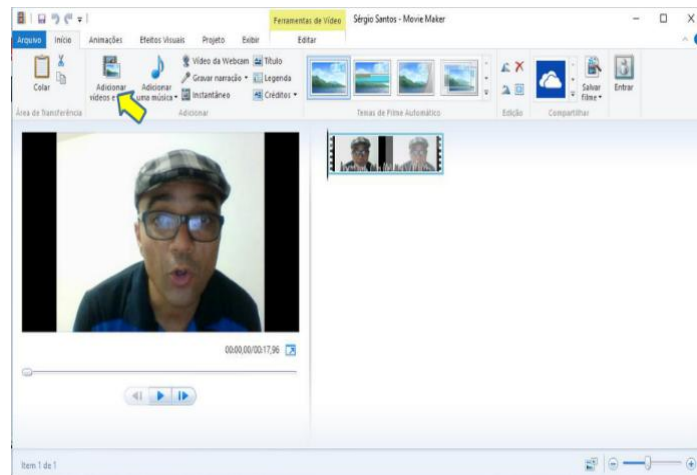 Ferramentas de Vídeo
Sérgio Santos - Movie Maker
Arquivo Início Animações Efeitos Visuais Projeto Exibir Editar
Colar
Adicionar vídeos e
Adicionar uma música
Vídeo da Webcam
Gravar narração
Instantâneo
Título
Legenda
Créditos
Salvar filme
Entrar
Área de Transferência
Adicionar
Temas de Filme Automático
Edição
Compartilhar
00:00,00/00:17,96
Item 1 de 1